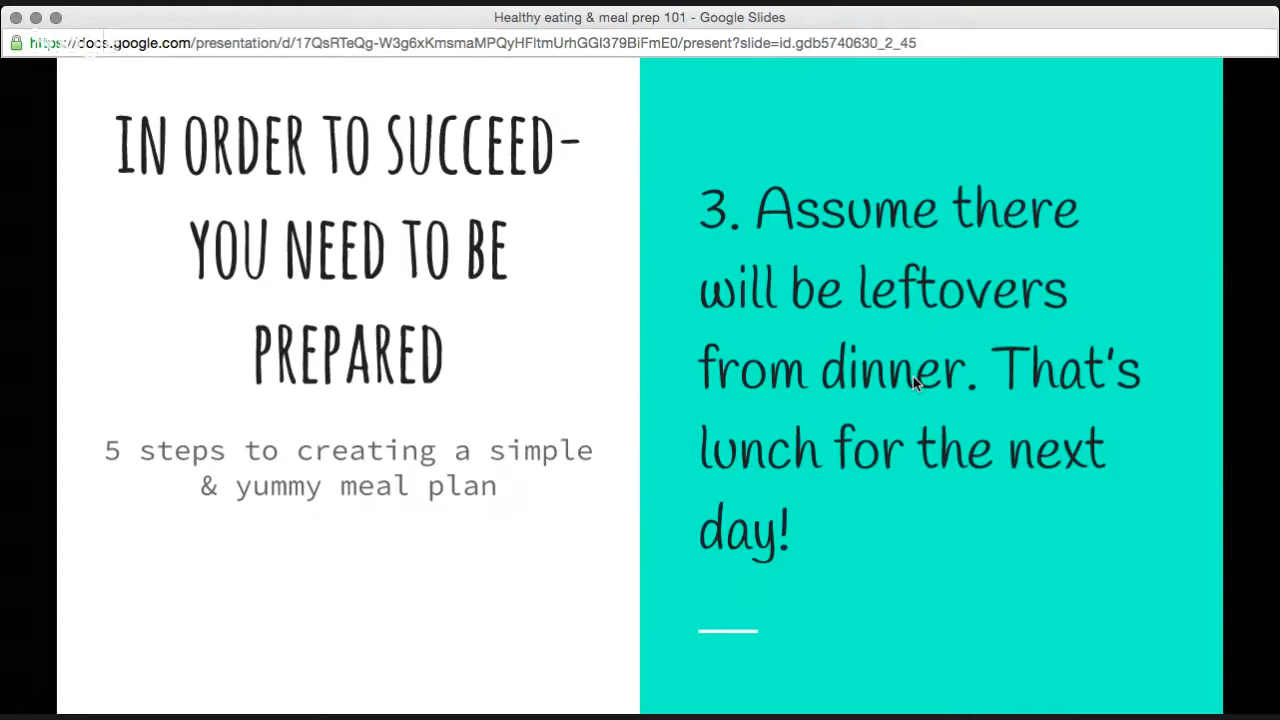 Healthy eating & meal prep 101 - Google Slides
https://docs.google.com/presentation/d/17QsRTeQg-W3g6xKmsmaMPQyHFltmUrhGGl379BiFmE0/present?slide=id.gdb5740630_2_45
IN ORDER TO SUCCEED-
YOU NEED TO BE
PREPARED
5 steps to creating a simple
& yummy meal plan
3. Assume there
will be leftovers
from dinner. That's
lunch for the next
day!